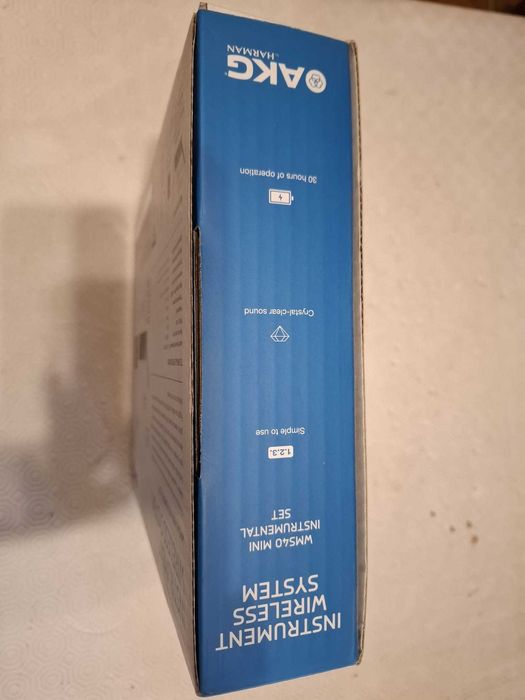 INSTRUMENT
WIRELESS
SYSTEM
WMS40 MINI
INSTRUMENTAL
SET
1.2.3.
Simple to use
Crystal-clear sound
30 hours of operation
AKG
by HARMAN